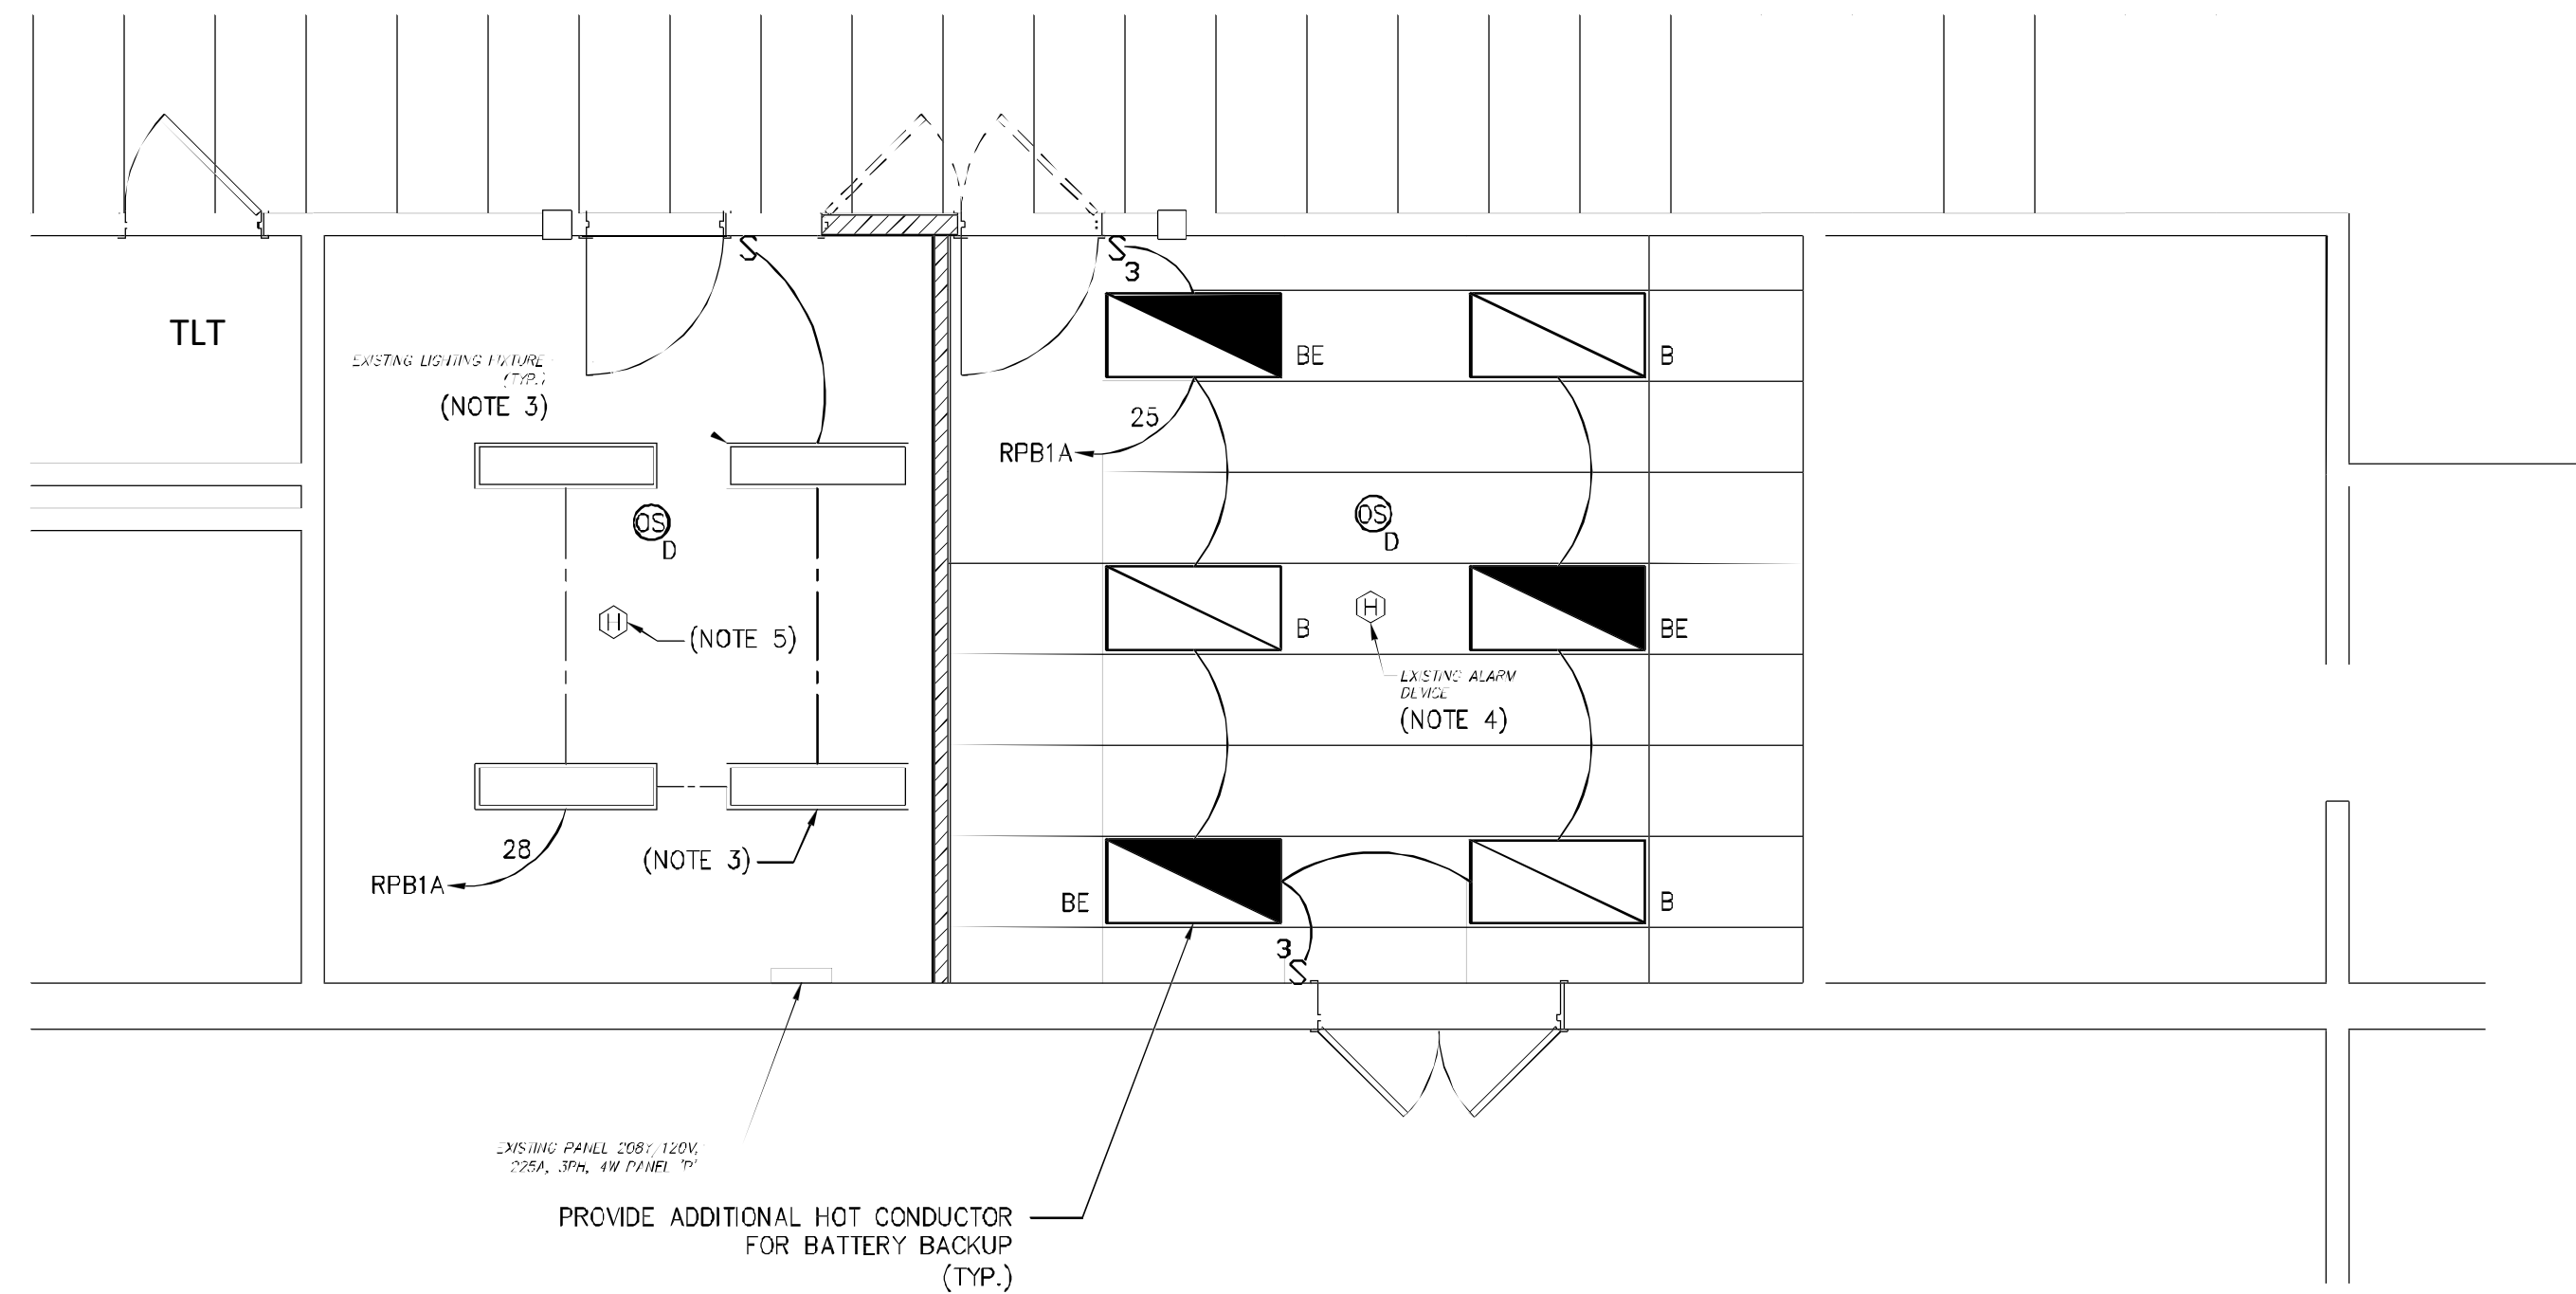 S
S
3
TLT
EXISTING LIGHTING FIXTURE
(TYP.)
(NOTE 3)
BE
B
25
RPB1A
OS
D
OS
D
H
(NOTE 5)
H
B
BE
EXISTING ALARM
DEVICE
(NOTE 4)
28
RPB1A
(NOTE 3)
BE
B
3
S
EXISTING PANEL 208Y/120V,
225A, 3PH, 4W PANEL 'P'
PROVIDE ADDITIONAL HOT CONDUCTOR
FOR BATTERY BACKUP
(TYP.)